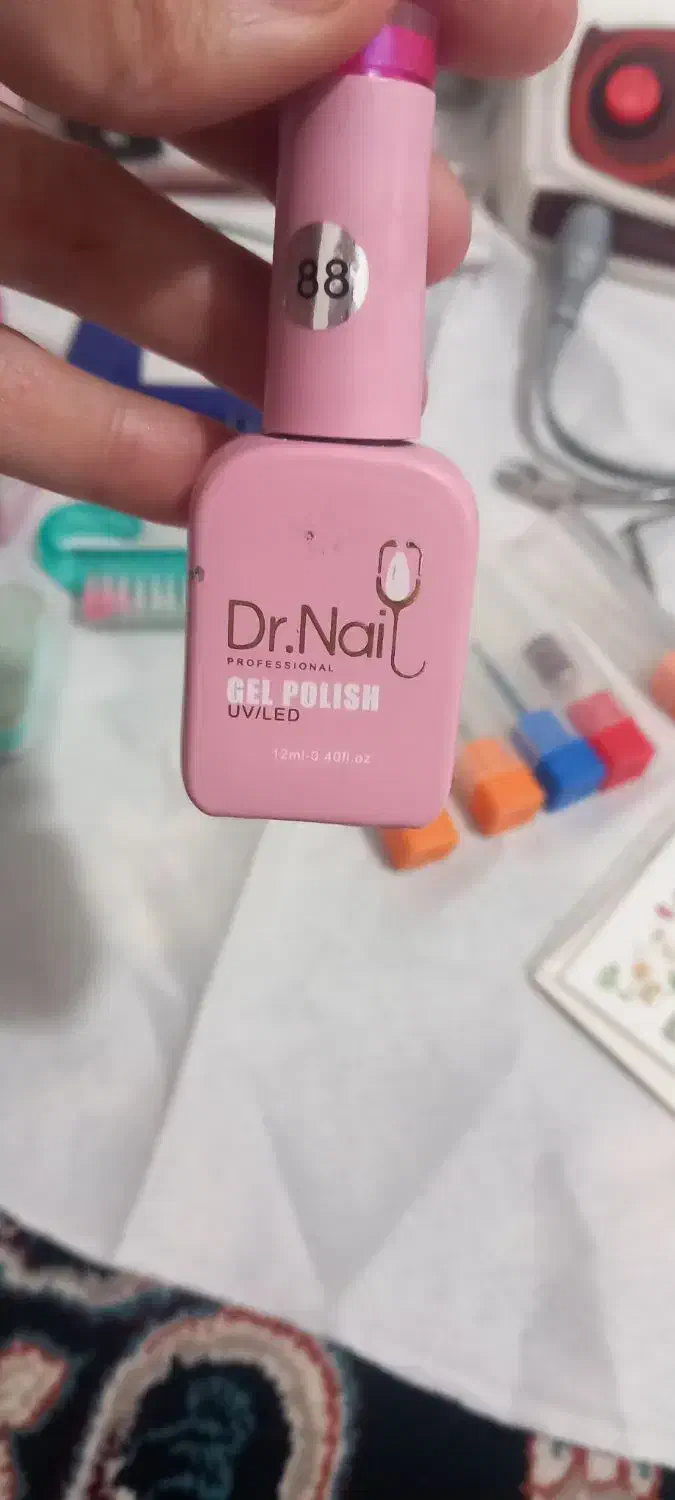 88
Dr.Nail
PROFESSIONAL
GEL POLISH
UV/LED
12ml-0.40fl.oz